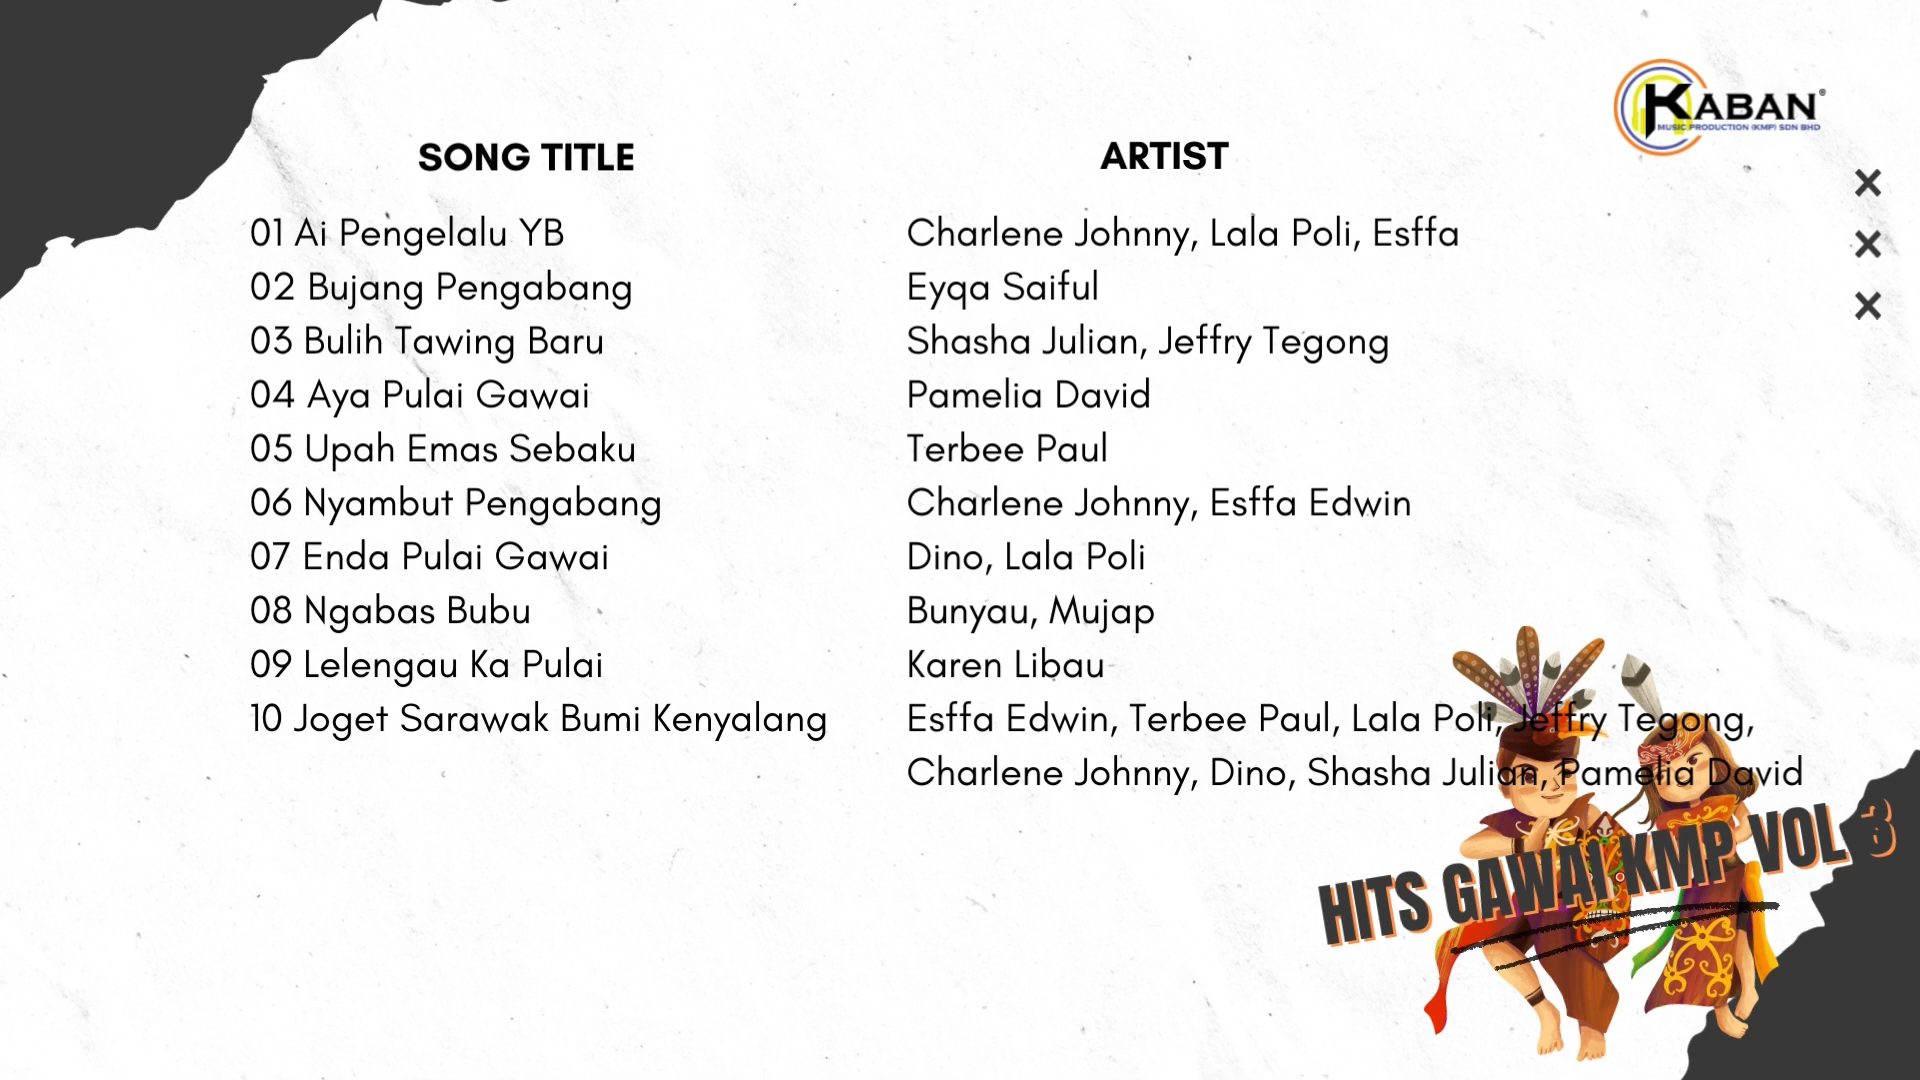 KABAN®
MUSIC PRODUCTION (KMP) SDN BHD
SONG TITLE
ARTIST
01 Ai Pengelalu YB
Charlene Johnny, Lala Poli, Esffa
02 Bujang Pengabang
Eyqa Saiful
03 Bulih Tawing Baru
Shasha Julian, Jeffry Tegong
04 Aya Pulai Gawai
Pamelia David
05 Upah Emas Sebaku
Terbee Paul
06 Nyambut Pengabang
Charlene Johnny, Esffa Edwin
07 Enda Pulai Gawai
Dino, Lala Poli
08 Ngabas Bubu
Bunyau, Mujap
09 Lelengau Ka Pulai
Karen Libau
10 Joget Sarawak Bumi Kenyalang
Esffa Edwin, Terbee Paul, Lala Poli, Jeffry Tegong,
Charlene Johnny, Dino, Shasha Julian, Pamelia David
HITS GAWAI KMP VOL 3